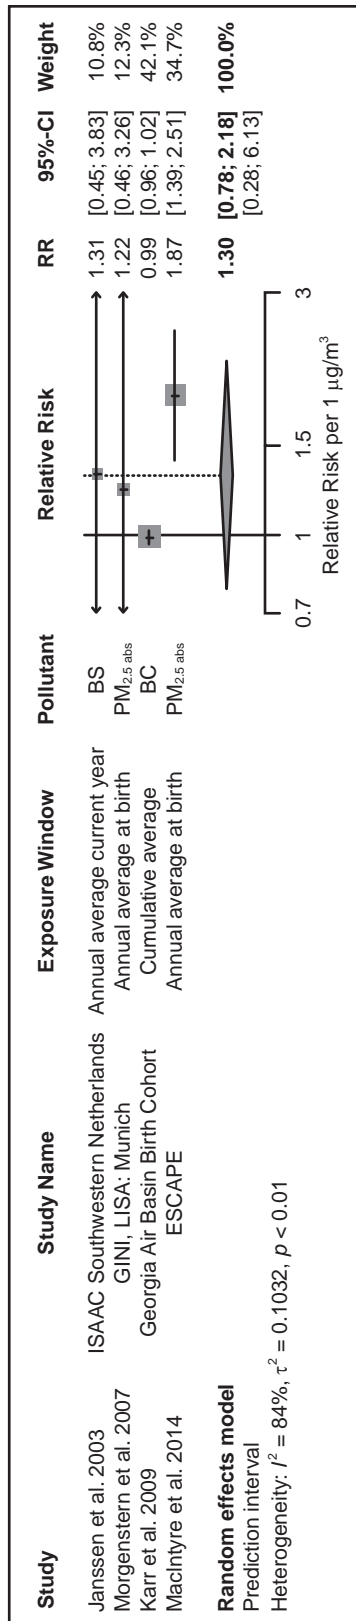 Study Study Name Exposure Window Pollutant Relative Risk RR 95%-CI Weight
Janssen et al. 2003 ISAAC Southwestern Netherlands Annual average current year BS 1.31 [0.45; 3.83] 10.8%
Morgenstern et al. 2007 GINI, LISA: Munich Annual average at birth PM2.5 abs 1.22 [0.46; 3.26] 12.3%
Karr et al. 2009 Georgia Air Basin Birth Cohort Cumulative average BC 0.99 [0.96; 1.02] 42.1%
MacIntyre et al. 2014 ESCAPE Annual average at birth PM2.5 abs 1.87 [1.39; 2.51] 34.7%
Random effects model 1.30 [0.78; 2.18] 100.0%
Prediction interval [0.28; 6.13]
Heterogeneity: I² = 84%, τ² = 0.1032, p < 0.01
0.7 1 1.5 3
Relative Risk per 1 μg/m³